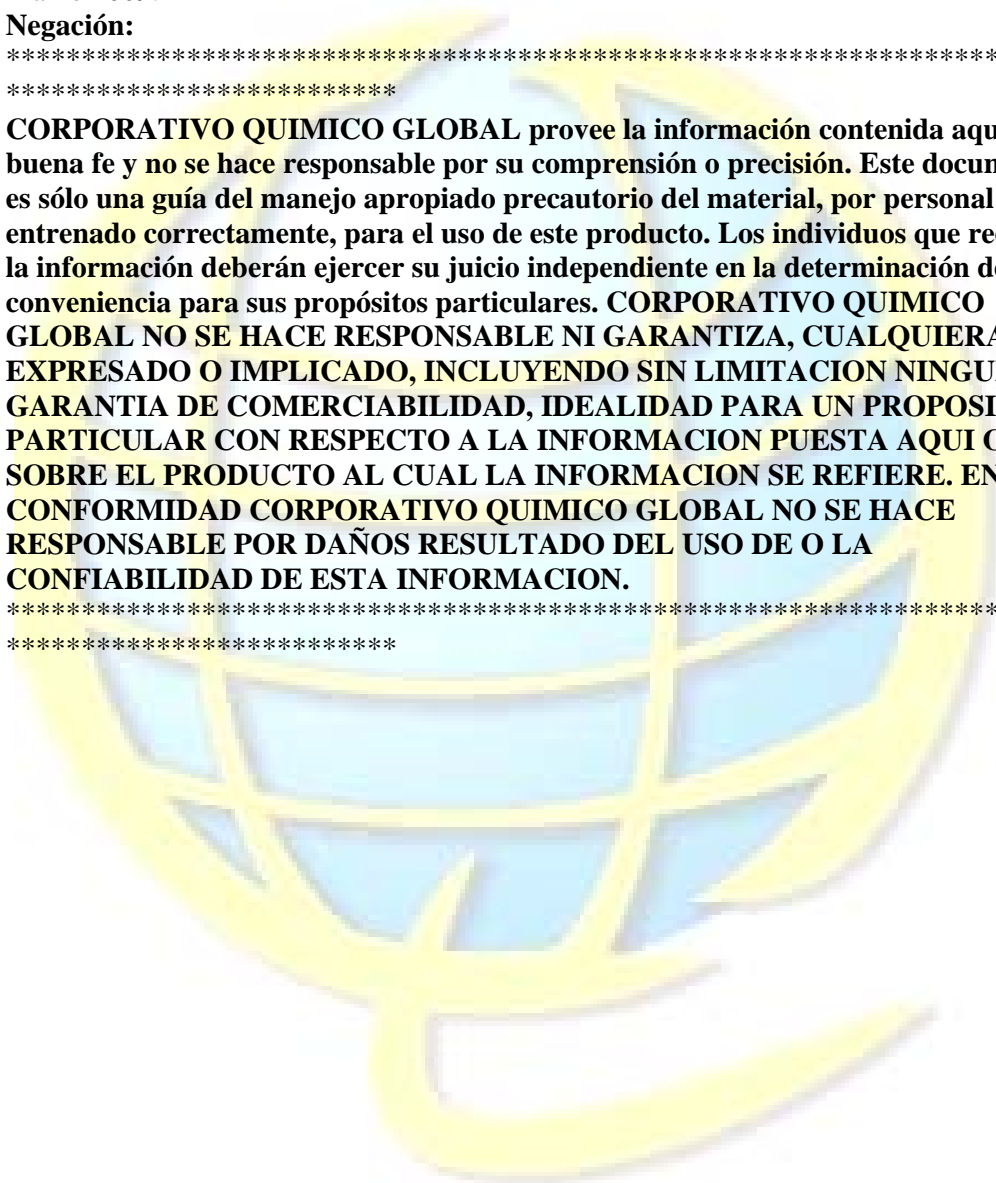 Negación:
************************************************************************
**************************
CORPORATIVO QUIMICO GLOBAL provee la información contenida aqu
buena fe y no se hace responsable por su comprensión o precisión. Este docum
es sólo una guía del manejo apropiado precautorio del material, por personal
entrenado correctamente, para el uso de este producto. Los individuos que re
la información deberán ejercer su juicio independiente en la determinación d
conveniencia para sus propósitos particulares. CORPORATIVO QUIMICO
GLOBAL NO SE HACE RESPONSABLE NI GARANTIZA, CUALQUIERA
EXPRESADO O IMPLICADO, INCLUYENDO SIN LIMITACION NINGU
GARANTIA DE COMERCIABILIDAD, IDEALIDAD PARA UN PROPOSI
PARTICULAR CON RESPECTO A LA INFORMACION PUESTA AQUI O
SOBRE EL PRODUCTO AL CUAL LA INFORMACION SE REFIERE. EN
CONFORMIDAD CORPORATIVO QUIMICO GLOBAL NO SE HACE
RESPONSABLE POR DAÑOS RESULTADO DEL USO DE O LA
CONFIABILIDAD DE ESTA INFORMACION.
************************************************************************
**************************